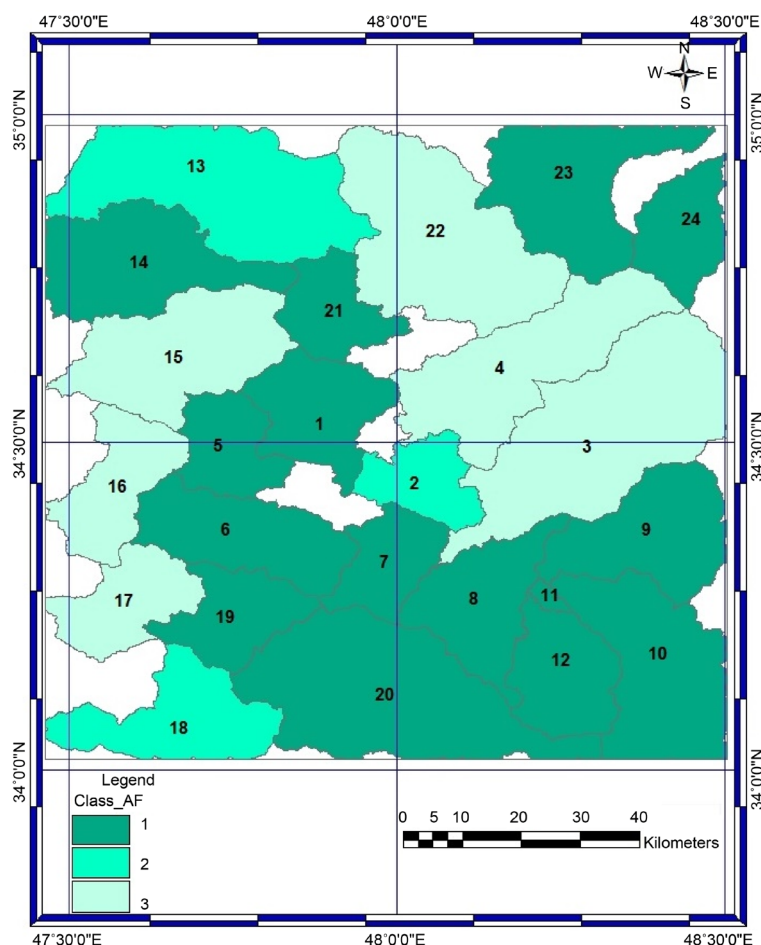 47°30'0"E 48°0'0"E 48°30'0"E
N
W E
S
35°0'0"N 35°0'0"N
13
23
24
22
14
21
15
4
1
5
3
34°30'0"N 34°30'0"N
2
16
6
9
7
11
8
17
19
10
12
20
18
34°0'0"N 34°0'0"N
Legend
Class_AF
1
2
3
0 5 10 20 30 40
Kilometers
47°30'0"E 48°0'0"E 48°30'0"E